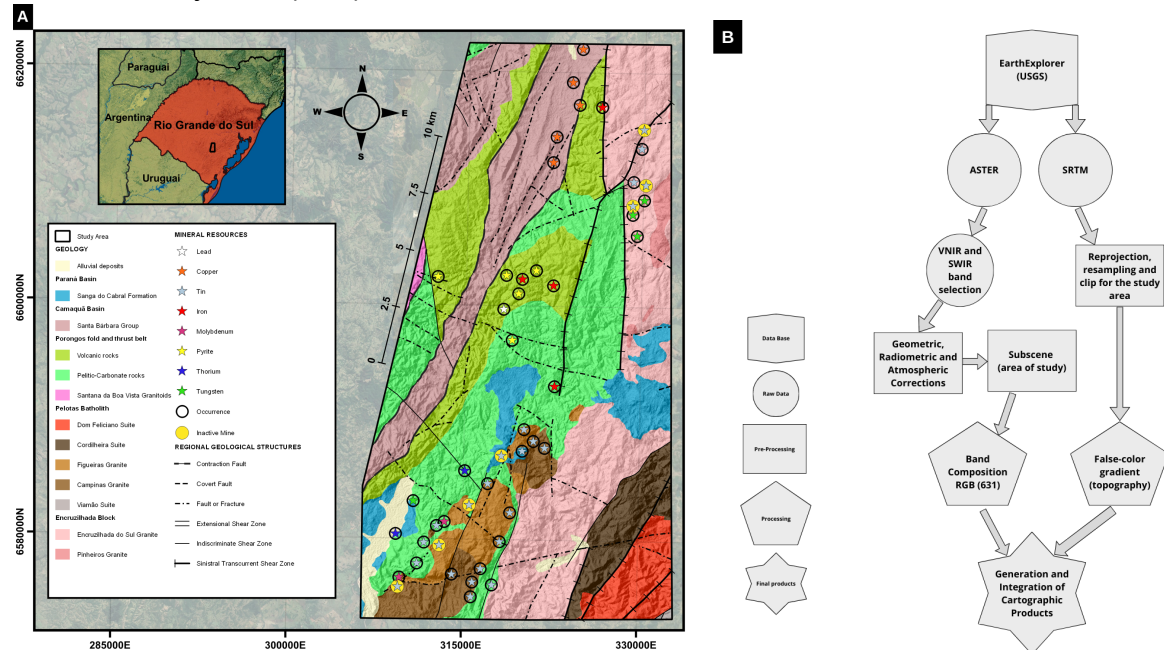 A
6620000N
6600000N
6580000N
285000E
300000E
315000E
330000E
Paraguai
Argentina
Rio Grande do Sul
Uruguai
N
W
E
S
10 km
7.5
5
2.5
0
Study Area
GEOLOGY
Alluvial deposits
Paraná Basin
Sanga do Cabral Formation
Camaquã Basin
Santa Bárbara Group
Porongos fold and thrust belt
Volcanic rocks
Pelitic-Carbonate rocks
Santana da Boa Vista Granitoids
Pelotas Batholith
Dom Feliciano Suite
Cordilheira Suite
Figueiras Granite
Campinas Granite
Viamão Suite
Encruzilhada Block
Encruzilhada do Sul Granite
Pinheiros Granite
MINERAL RESOURCES
Lead
Copper
Tin
Iron
Molybdenum
Pyrite
Thorium
Tungsten
Occurrence
Inactive Mine
REGIONAL GEOLOGICAL STRUCTURES
Contraction Fault
Covert Fault
Fault or Fracture
Extensional Shear Zone
Indiscriminate Shear Zone
Sinistral Transcurrent Shear Zone
B
Data Base
Raw Data
Pre-Processing
Processing
Final products
EarthExplorer
(USGS)
ASTER
SRTM
VNIR and
SWIR
band
selection
Reprojection,
resampling and
clip for the study
area
Geometric,
Radiometric and
Atmospheric
Corrections
Subscene
(area of study)
Band
Composition
RGB (631)
False-color
gradient
(topography)
Generation and
Integration of
Cartographic
Products